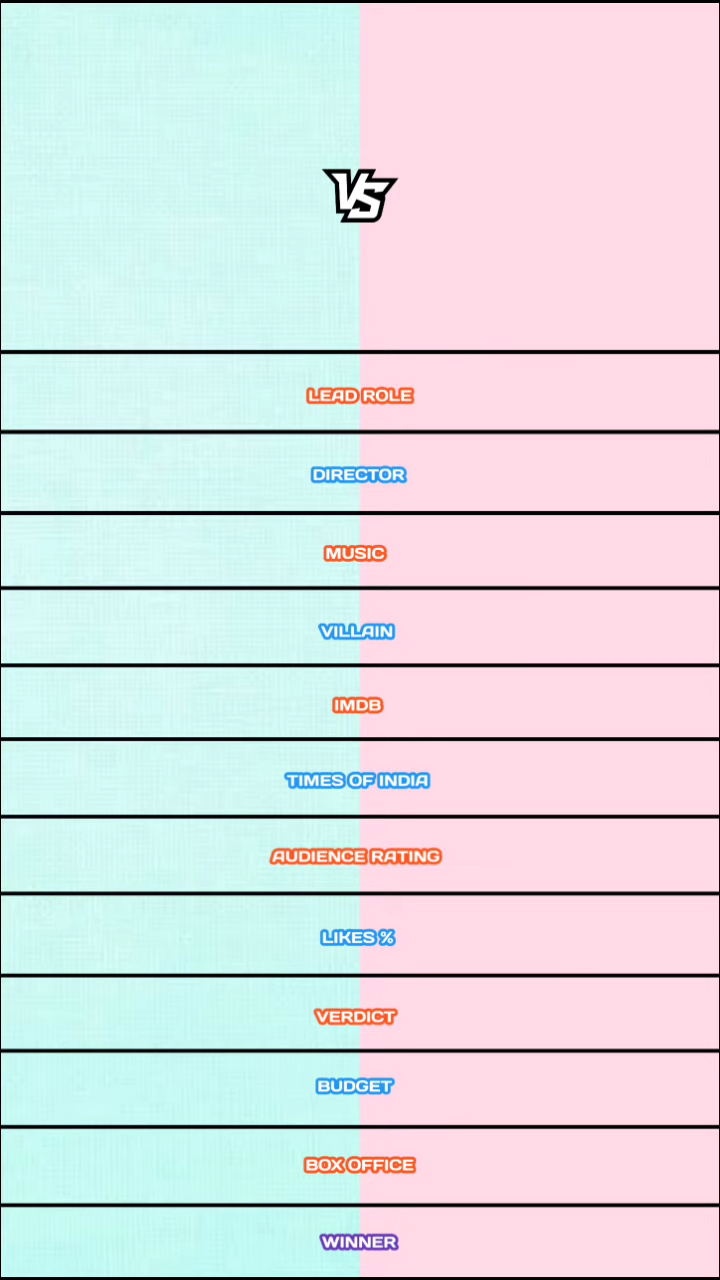 VS
LEAD ROLE
DIRECTOR
MUSIC
VILLAIN
IMDB
TIMES OF INDIA
AUDIENCE RATING
LIKES %
VERDICT
BUDGET
BOX OFFICE
WINNER